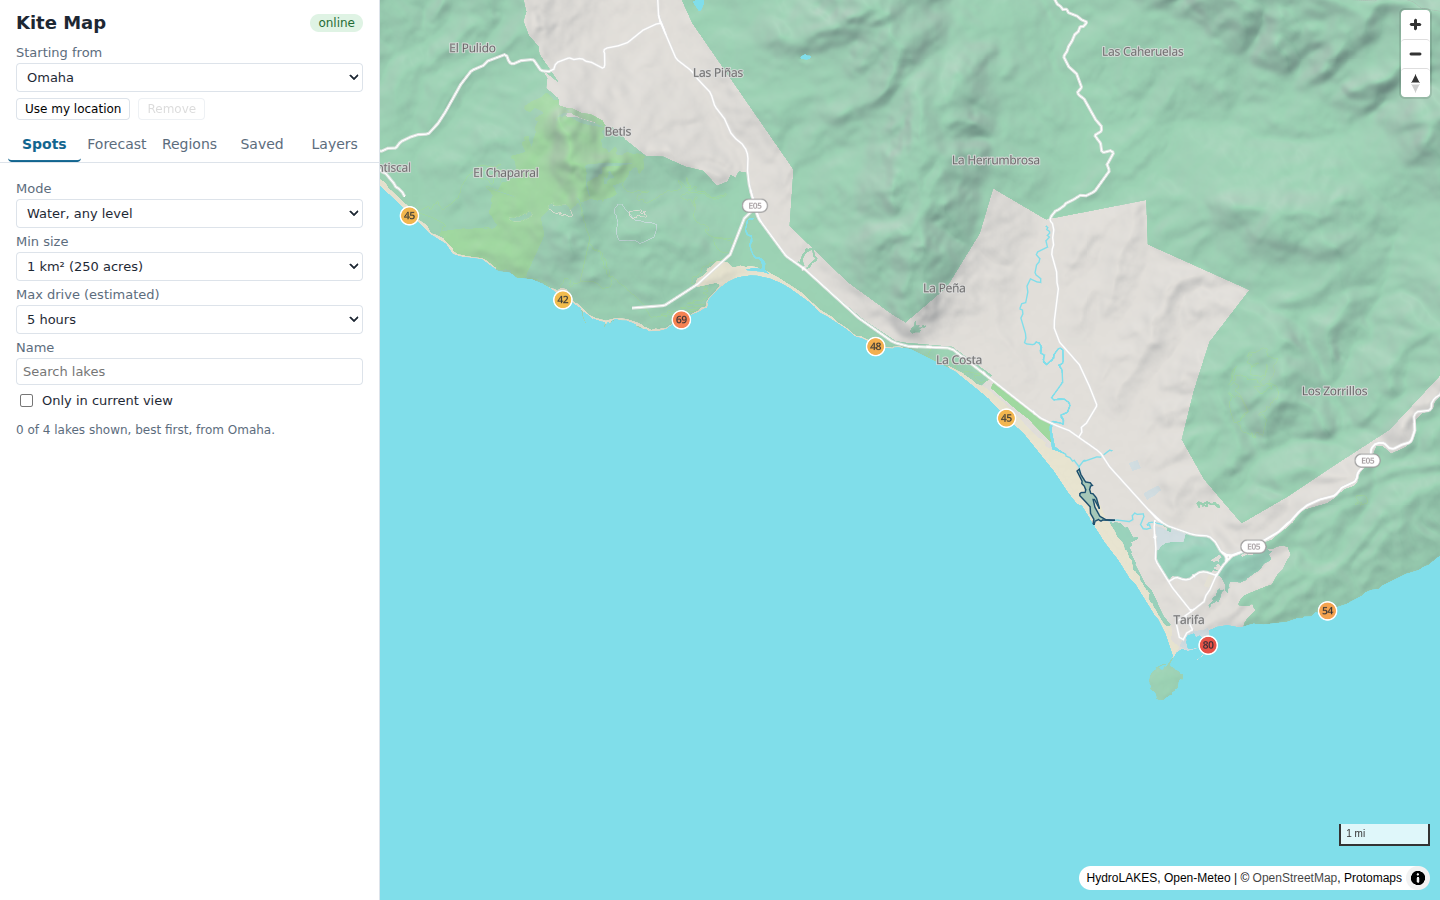 Kite Map
online
Starting from
Omaha
Use my location
Remove
Spots
Forecast
Regions
Saved
Layers
Mode
Water, any level
Min size
1 km² (250 acres)
Max drive (estimated)
5 hours
Name
Search lakes
Only in current view
0 of 4 lakes shown, best first, from Omaha.
El Pulido
Las Piñas
Las Caheruelas
Betis
ntiscal
El Chaparral
La Herrumbrosa
E05
45
42
69
La Peña
48
La Costa
45
Los Zorrillos
E05
E05
54
Tarifa
80
1 mi
HydroLAKES, Open-Meteo | © OpenStreetMap, Protomaps